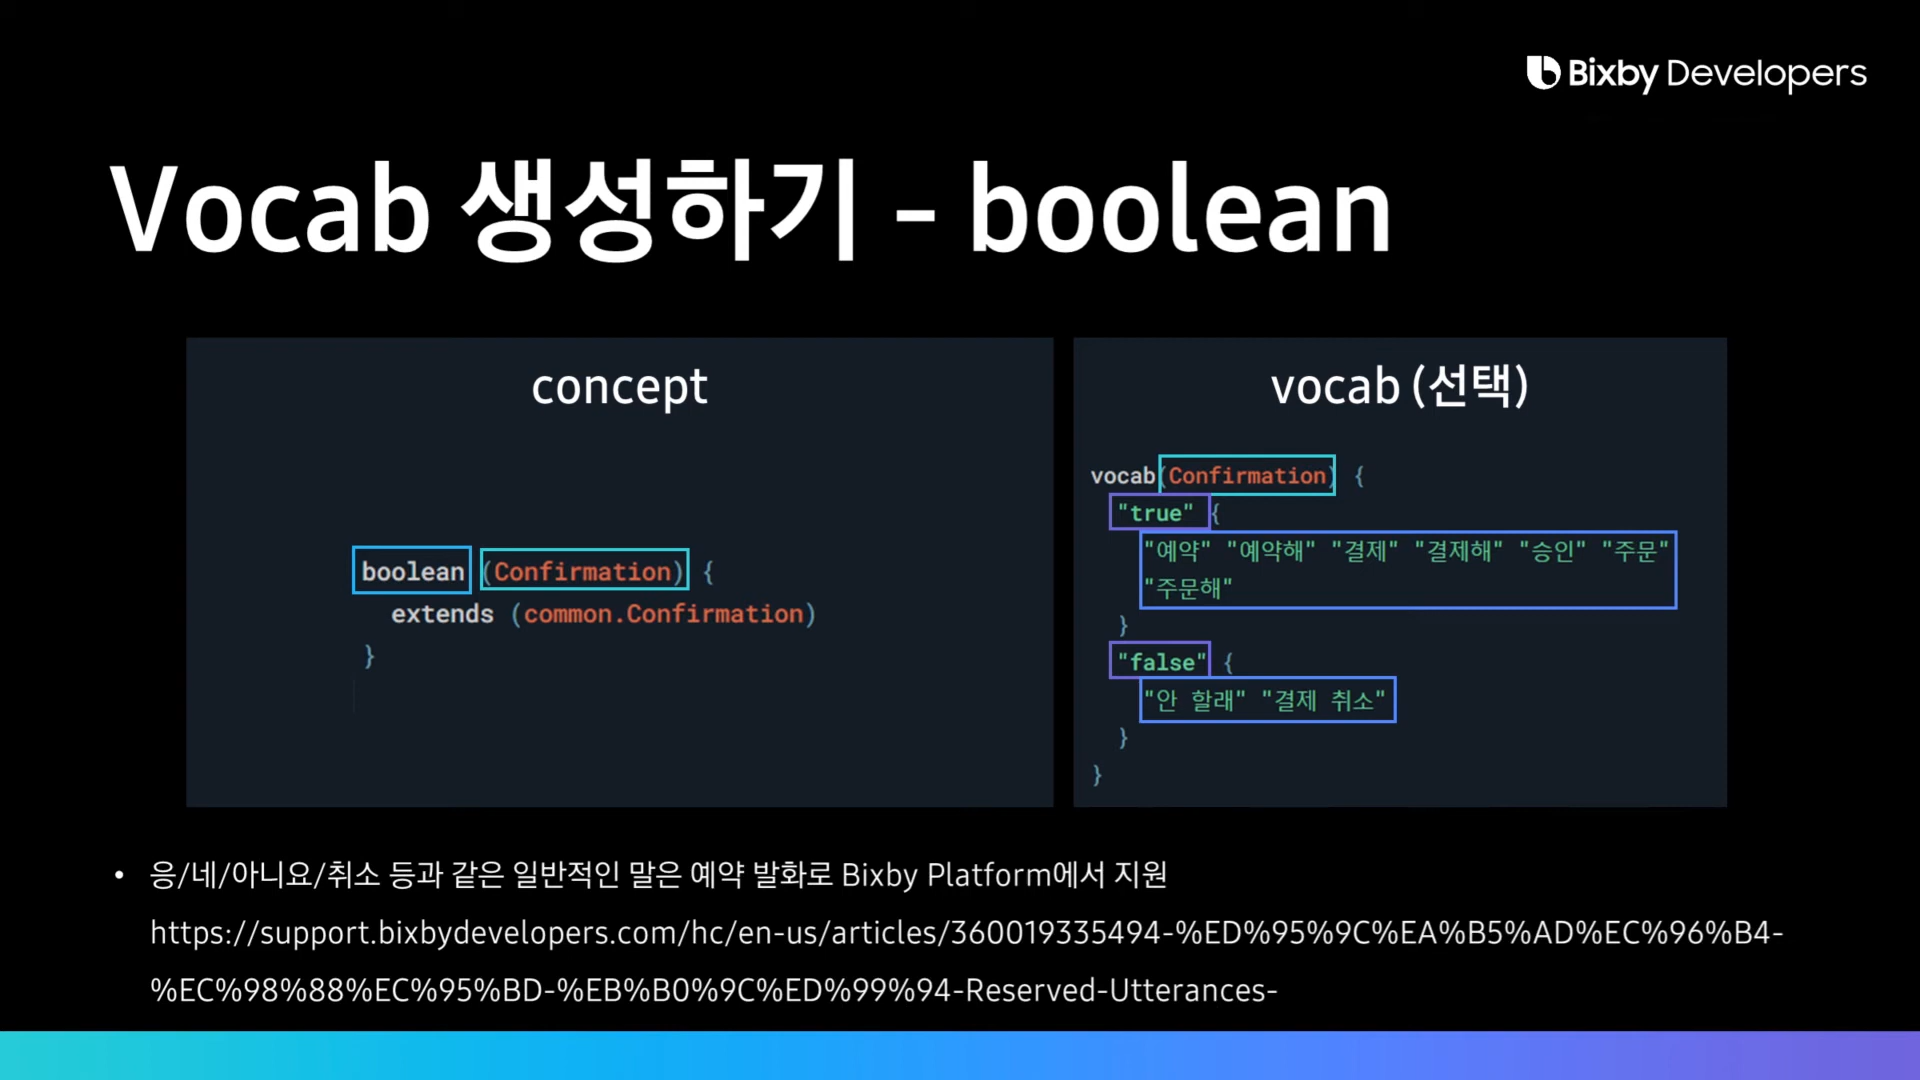 Bixby Developers
Vocab 생성하기 - boolean
concept
boolean (Confirmation) {
extends (common.Confirmation)
}
vocab (선택)
vocab(Confirmation) {
"true" {
"예약" "예약해" "결제" "결제해" "승인" "주문"
"주문해"
}
"false" {
"안 할래" "결제 취소"
}
}
• 응/네/아니요/취소 등과 같은 일반적인 말은 예약 발화로 Bixby Platform에서 지원
https://support.bixbydevelopers.com/hc/en-us/articles/360019335494-%ED%95%9C%EA%B5%AD%EC%96%B4-
%EC%98%88%EC%95%BD-%EB%B0%9C%ED%99%94-Reserved-Utterances-